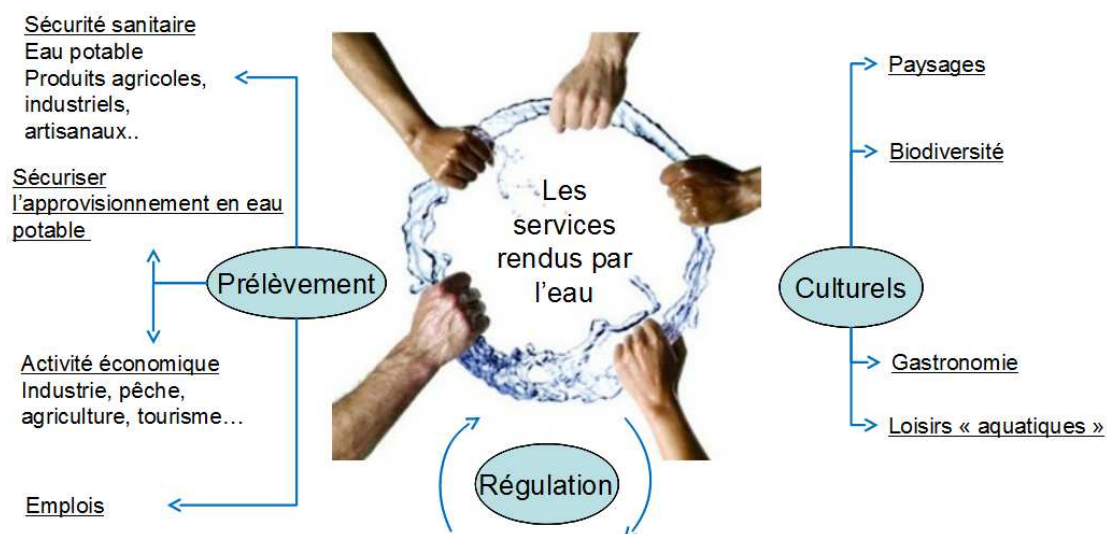 Sécurité sanitaire
Eau potable
Produits agricoles,
industriels,
artisanaux..
Sécuriser
l'approvisionnement en eau
potable
Prélèvement
Activité économique
Industrie, pêche,
agriculture, tourisme…
Emplois
Les
services
rendus par
l'eau
Régulation
Culturels
Paysages
Biodiversité
Gastronomie
Loisirs « aquatiques »